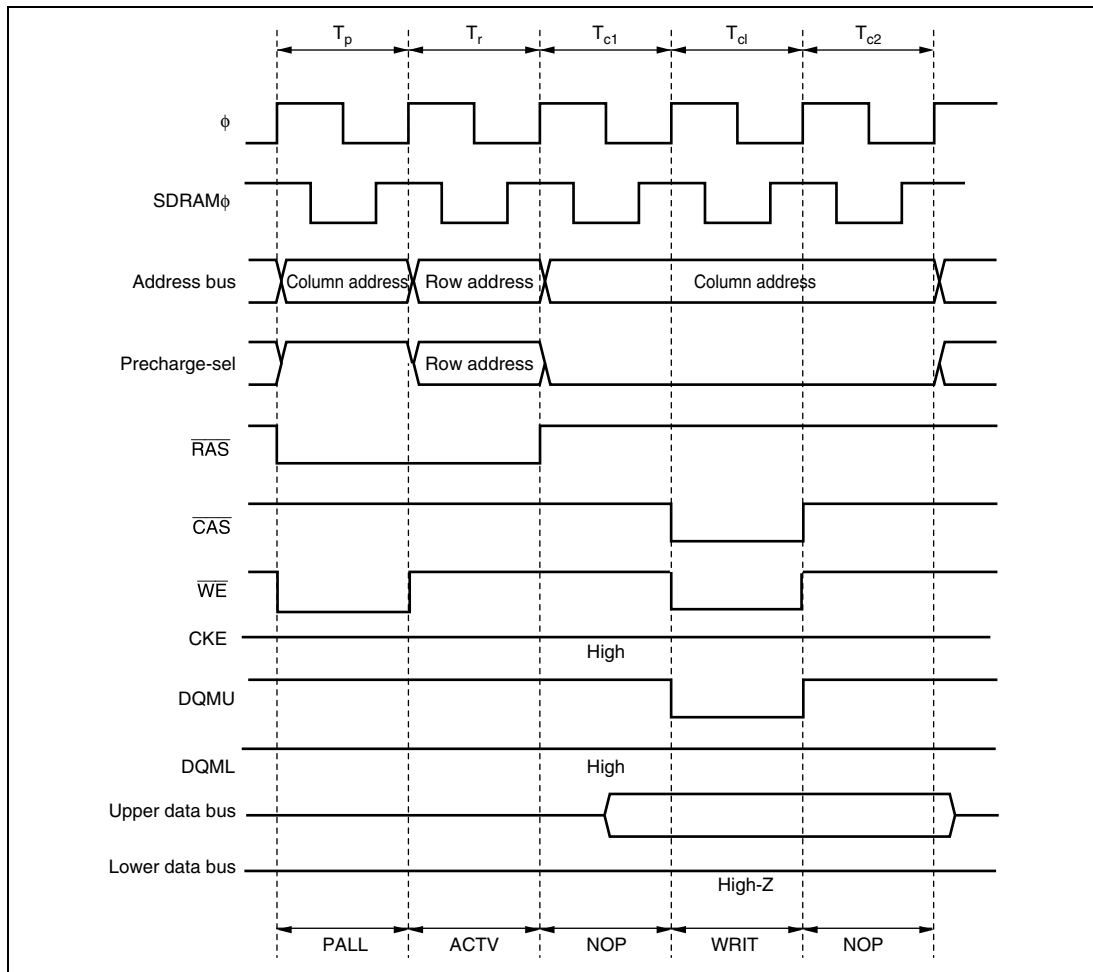 Tp Tr Tc1 Tcl Tc2
ϕ
SDRAMϕ
Address bus Column address Row address Column address
Precharge-sel Row address
RAS
CAS
WE
CKE High
DQMU
DQML High
Upper data bus
Lower data bus High-Z
PALL ACTV NOP WRIT NOP